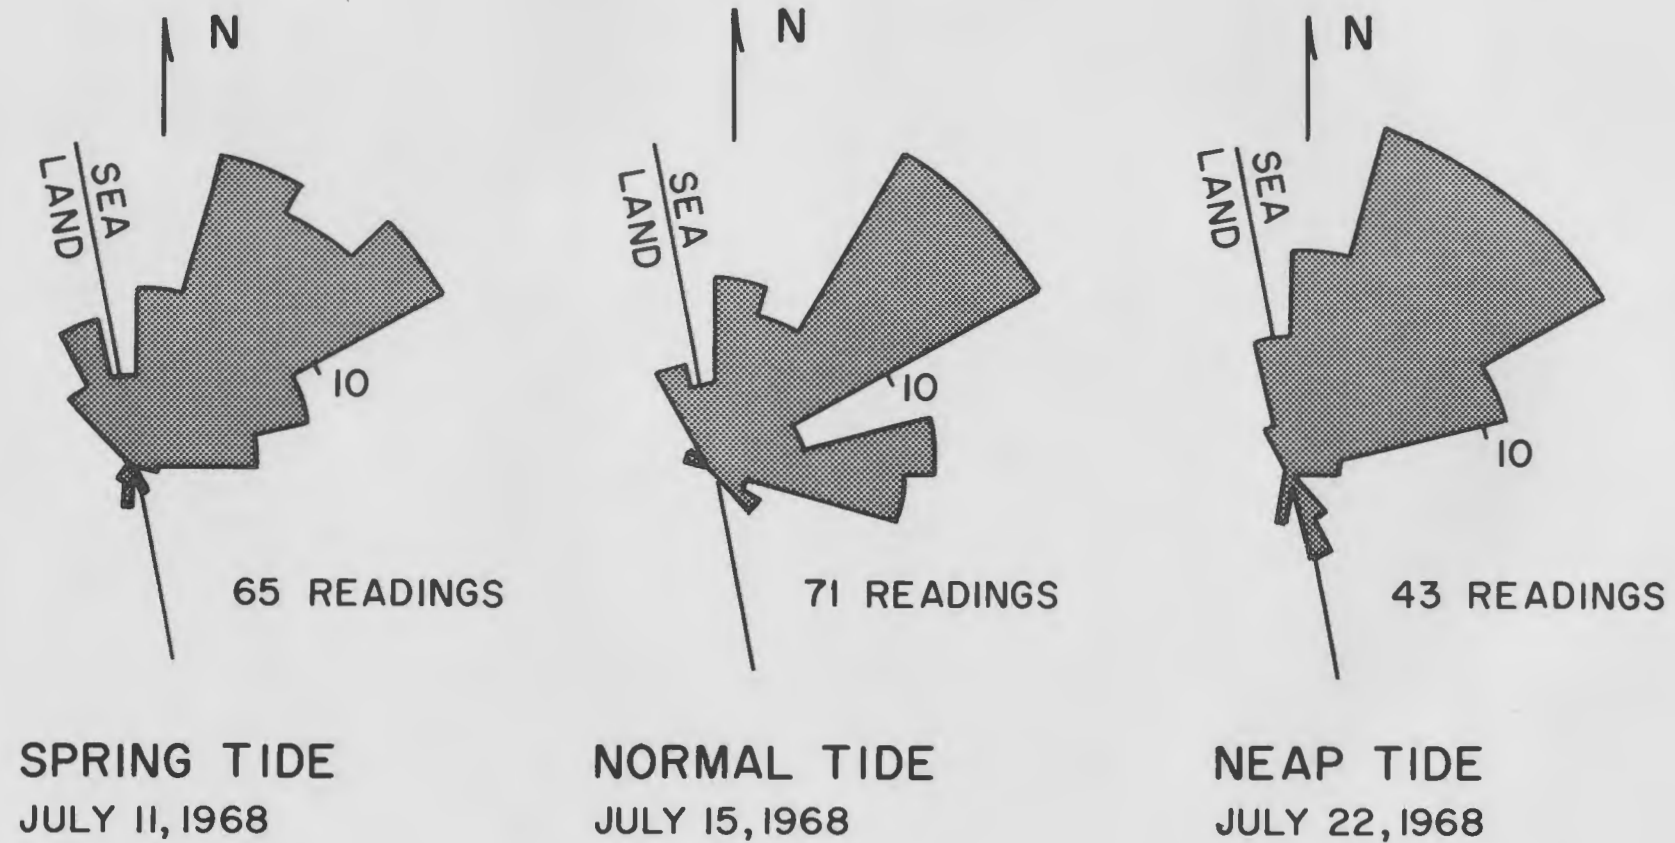 N
SEA
LAND
10
65 READINGS
SPRING TIDE
JULY 11, 1968
N
SEA
LAND
10
71 READINGS
NORMAL TIDE
JULY 15, 1968
N
SEA
LAND
10
43 READINGS
NEAP TIDE
JULY 22, 1968